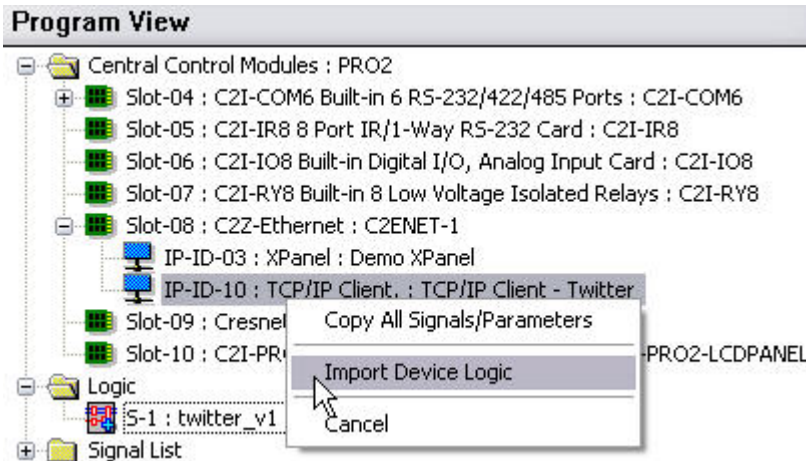 Program View
Central Control Modules : PRO2
Slot-04 : C2I-COM6 Built-in 6 RS-232/422/485 Ports : C2I-COM6
Slot-05 : C2I-IR8 8 Port IR/1-Way RS-232 Card : C2I-IR8
Slot-06 : C2I-IO8 Built-in Digital I/O, Analog Input Card : C2I-IO8
Slot-07 : C2I-RY8 Built-in 8 Low Voltage Isolated Relays : C2I-RY8
Slot-08 : C2Z-Ethernet : C2ENET-1
IP-ID-03 : XPanel : Demo XPanel
IP-ID-10 : TCP/IP Client. : TCP/IP Client - Twitter
Slot-09 : Cresne
Copy All Signals/Parameters
Slot-10 : C2I-PR
-PRO2-LCDPANEL
Import Device Logic
Logic
S-1 : twitter_v1
Cancel
Signal List